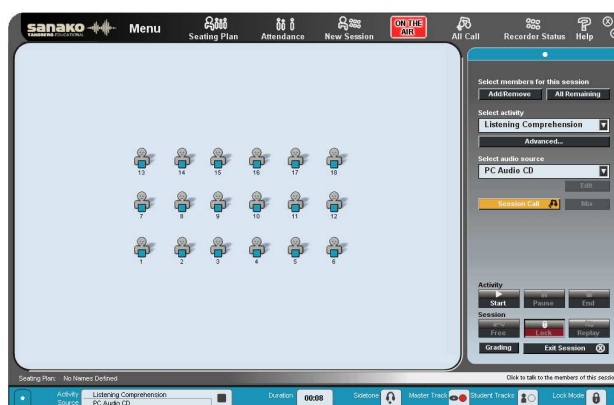 sanako
TANDBERG EDUCATIONAL
Menu
Seating Plan
Attendance
New Session
ON THE
AIR
All Call
Recorder Status
Help
Select members for this session
Add/Remove
All Remaining
Select activity
Listening Comprehension
Advanced...
Select audio source
PC Audio CD
Edit
Session Call
Mix
13 14 15 16 17 18
7 8 9 10 11 12
1 2 3 4 5 6
Activity
Start
Pause
End
Session
Free
Lock
Replay
Grading
Exit Session
Seating Plan: No Names Defined
Click to talk to the members of this sessio
Activity
Listening Comprehension
Source
PC Audio CD
Duration
00:08
Sidetone
Master Track
Student Tracks
Lock Mode